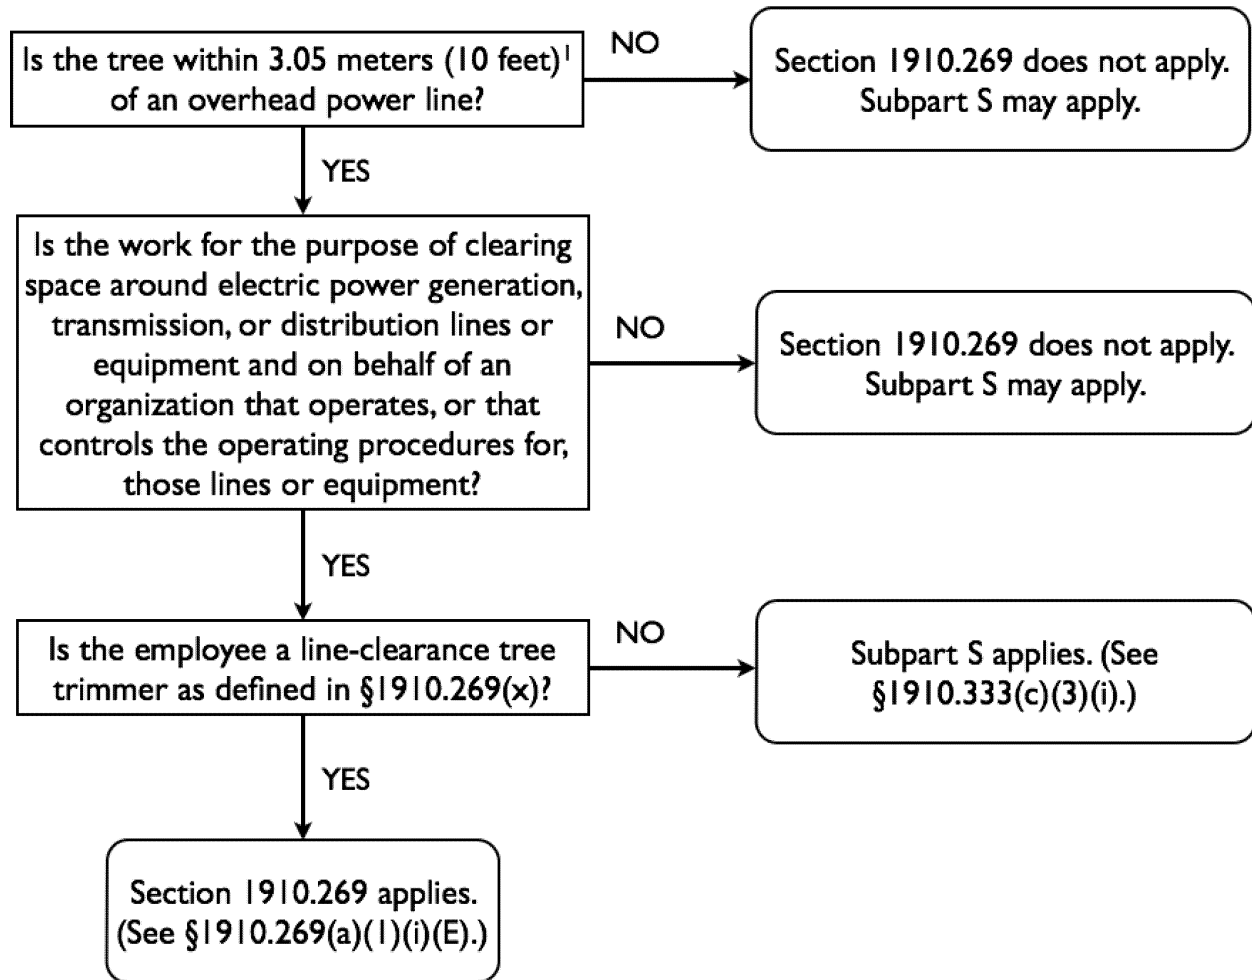 Is the tree within 3.05 meters (10 feet)¹
of an overhead power line?
NO
Section 1910.269 does not apply.
Subpart S may apply.
YES
Is the work for the purpose of clearing
space around electric power generation,
transmission, or distribution lines or
equipment and on behalf of an
organization that operates, or that
controls the operating procedures for,
those lines or equipment?
NO
Section 1910.269 does not apply.
Subpart S may apply.
YES
Is the employee a line-clearance tree
trimmer as defined in §1910.269(x)?
NO
Subpart S applies. (See
§1910.333(c)(3)(i).)
YES
Section 1910.269 applies.
(See §1910.269(a)(1)(i)(E).)